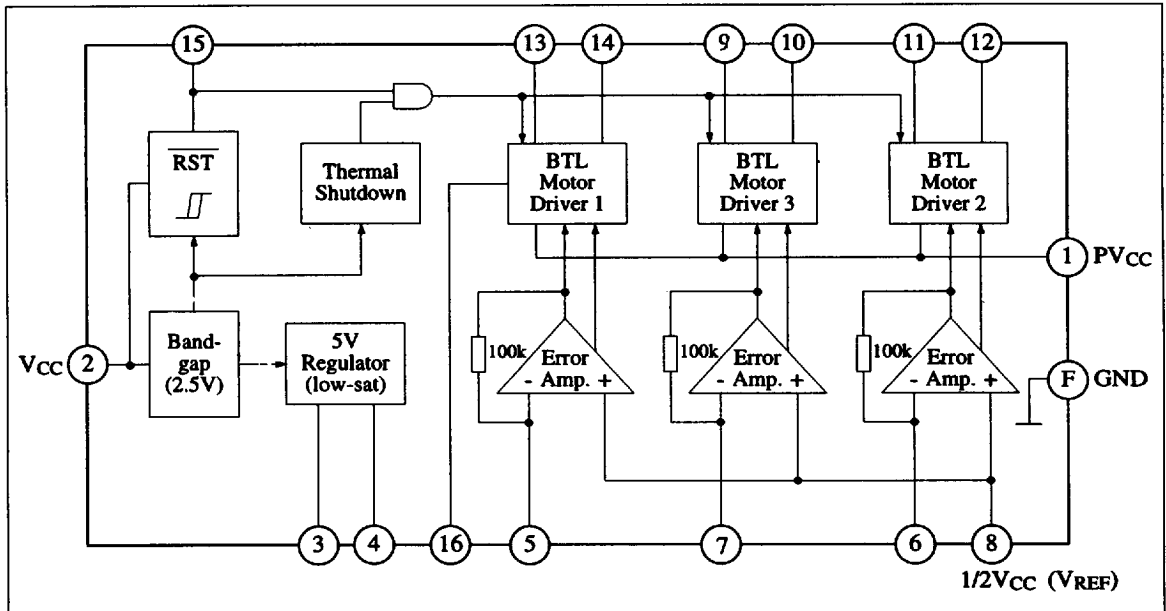 15
13
14
9
10
11
12
RST
Thermal
Shutdown
BTL
Motor
Driver 1
BTL
Motor
Driver 3
BTL
Motor
Driver 2
1
PVCC
VCC
2
Band-
gap
(2.5V)
5V
Regulator
(low-sat)
100k
Error
- Amp. +
100k
Error
- Amp. +
100k
Error
- Amp. +
F
GND
3
4
16
5
7
6
8
1/2VCC (VREF)